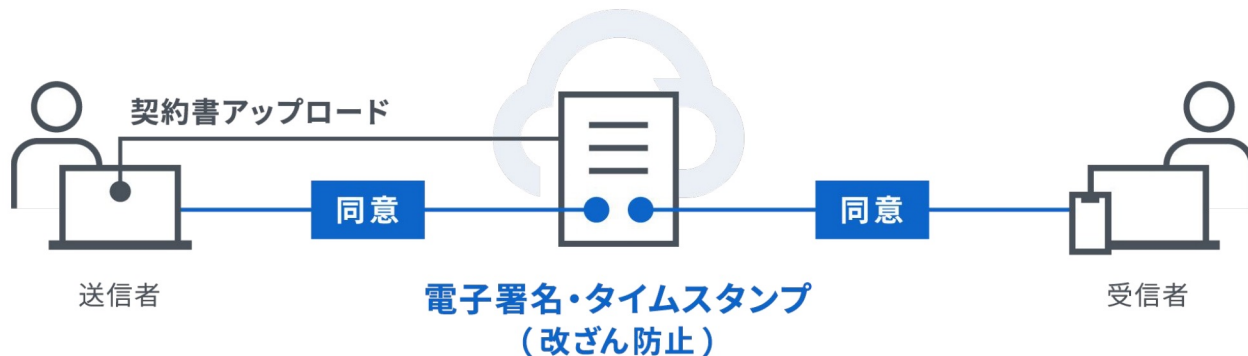 契約書アップロード
同意
同意
送信者
電子署名・タイムスタンプ
(改ざん防止)
受信者